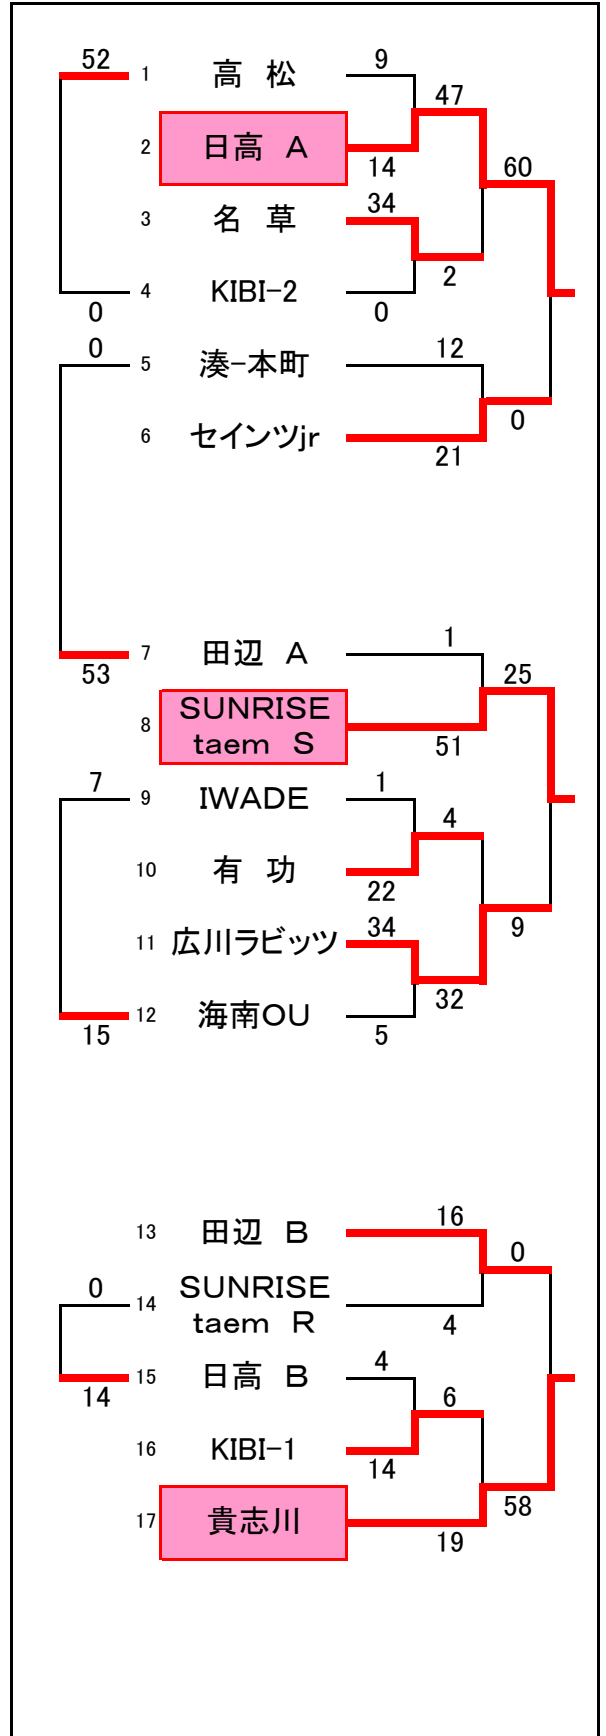 52 1 高 松 9
47
2 日高 A 14 60
3 名 草 34
2
0 4 KIBI-2 0
0 5 湊-本町 12
0
6 セインツjr 21
53 7 田辺 A 1
25
8 SUNRISE
taem S 51
7 9 IWADE 1
4
10 有 功 22
11 広川ラビッツ 34 9
32
15 12 海南OU 5
13 田辺 B 16
0
0 14 SUNRISE
taem R 4
14 15 日高 B 4
6
16 KIBI-1 14
58
17 貴志川 19